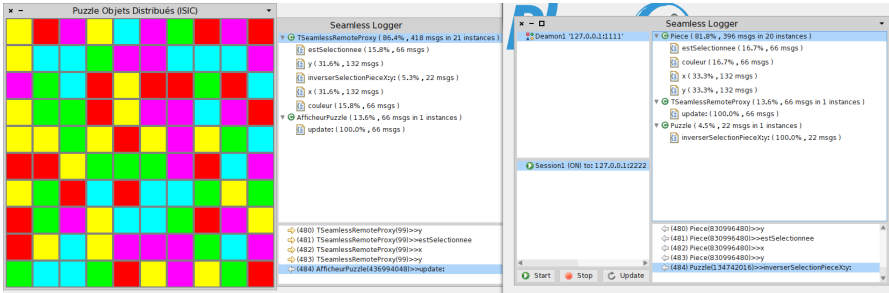 Puzzle Objets Distribués (ISIC)
Seamless Logger
TSeamlessRemoteProxy (86,4% , 418 msgs in 21 instances )
estSelectionnee (15,8% , 66 msgs )
y (31,6% , 132 msgs )
inverserSelectionPieceX:y: (5,3% , 22 msgs )
x (31,6% , 132 msgs )
couleur (15,8% , 66 msgs )
AfficheurPuzzle (13,6% , 66 msgs in 1 instances )
update: (100,0% , 66 msgs )
(480) TSeamlessRemoteProxy(99)>>y
(481) TSeamlessRemoteProxy(99)>>estSelectionnee
(482) TSeamlessRemoteProxy(99)>>x
(483) TSeamlessRemoteProxy(99)>>y
(484) AfficheurPuzzle(436994048)>>update:
Seamless Logger
Deamon1 '127.0.0.1:1111'
Session1 (ON) to: 127.0.0.1:2222
Start
Stop
Update
Piece (81,8% , 396 msgs in 20 instances )
estSelectionnee (16,7% , 66 msgs )
couleur (16,7% , 66 msgs )
x (33,3% , 132 msgs )
y (33,3% , 132 msgs )
TSeamlessRemoteProxy (13,6% , 66 msgs in 1 instances )
update: (100,0% , 66 msgs )
Puzzle (4,5% , 22 msgs in 1 instances )
inverserSelectionPieceX:y: (100,0% , 22 msgs )
(480) Piece(830996480)>>y
(481) Piece(830996480)>>estSelectionnee
(482) Piece(830996480)>>x
(483) Piece(830996480)>>y
(484) Puzzle(134742016)>>inverserSelectionPieceX:y: